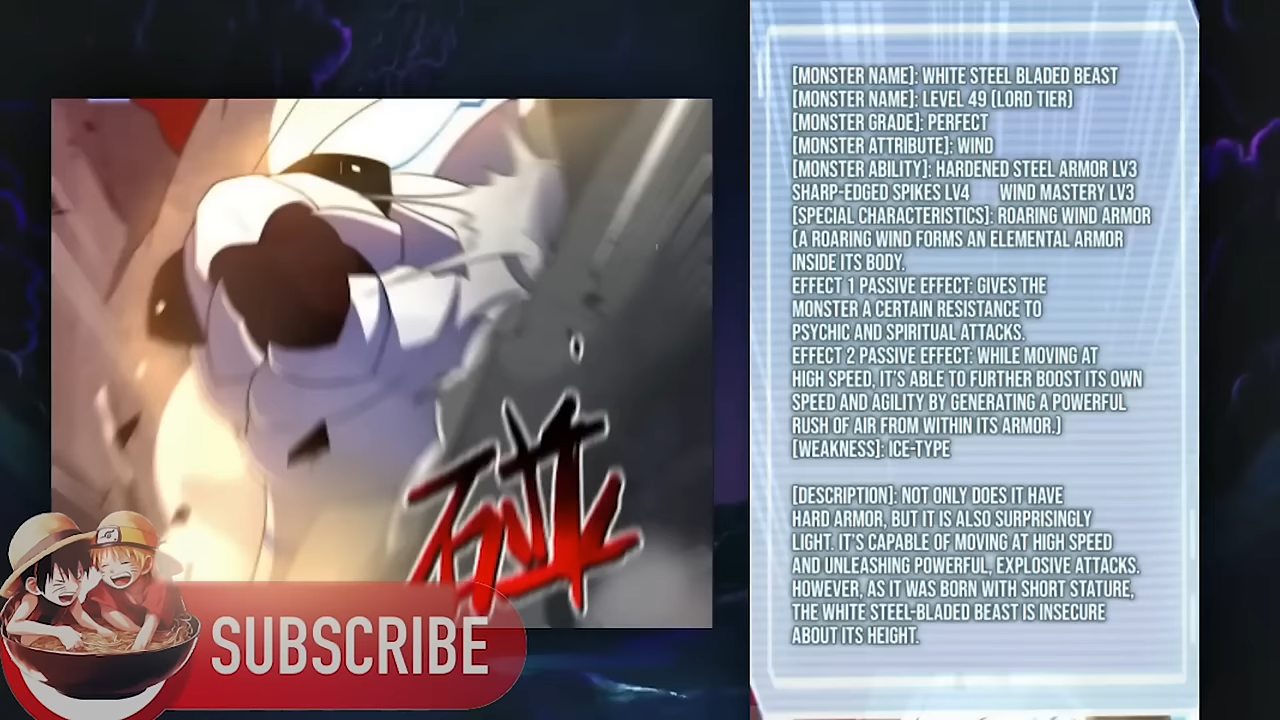 [MONSTER NAME]: WHITE STEEL BLADED BEAST
[MONSTER NAME]: LEVEL 49 (LORD TIER)
[MONSTER GRADE]: PERFECT
[MONSTER ATTRIBUTE]: WIND
[MONSTER ABILITY]: HARDENED STEEL ARMOR LV3
SHARP-EDGED SPIKES LV4 WIND MASTERY LV3
[SPECIAL CHARACTERISTICS]: ROARING WIND ARMOR
(A ROARING WIND FORMS AN ELEMENTAL ARMOR
INSIDE ITS BODY.
EFFECT 1 PASSIVE EFFECT: GIVES THE
MONSTER A CERTAIN RESISTANCE TO
PSYCHIC AND SPIRITUAL ATTACKS.
EFFECT 2 PASSIVE EFFECT: WHILE MOVING AT
HIGH SPEED, IT'S ABLE TO FURTHER BOOST ITS OWN
SPEED AND AGILITY BY GENERATING A POWERFUL
RUSH OF AIR FROM WITHIN ITS ARMOR.)
[WEAKNESS]: ICE-TYPE
[DESCRIPTION]: NOT ONLY DOES IT HAVE
HARD ARMOR, BUT IT IS ALSO SURPRISINGLY
LIGHT. IT'S CAPABLE OF MOVING AT HIGH SPEED
AND UNLEASHING POWERFUL, EXPLOSIVE ATTACKS.
HOWEVER, AS IT WAS BORN WITH SHORT STATURE,
THE WHITE STEEL-BLADED BEAST IS INSECURE
ABOUT ITS HEIGHT.
SUBSCRIBE